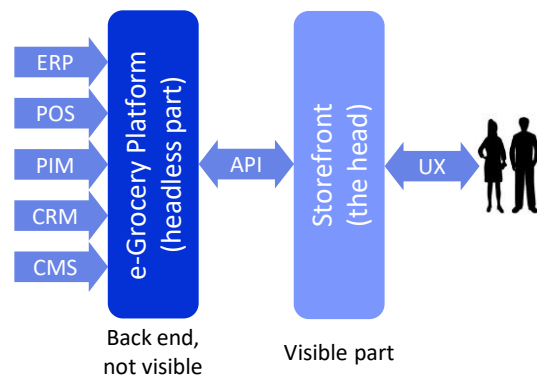 ERP
POS
PIM
CRM
CMS
e-Grocery Platform
(headless part)
API
Storefront
(the head)
UX
Back end,
not visible
Visible part